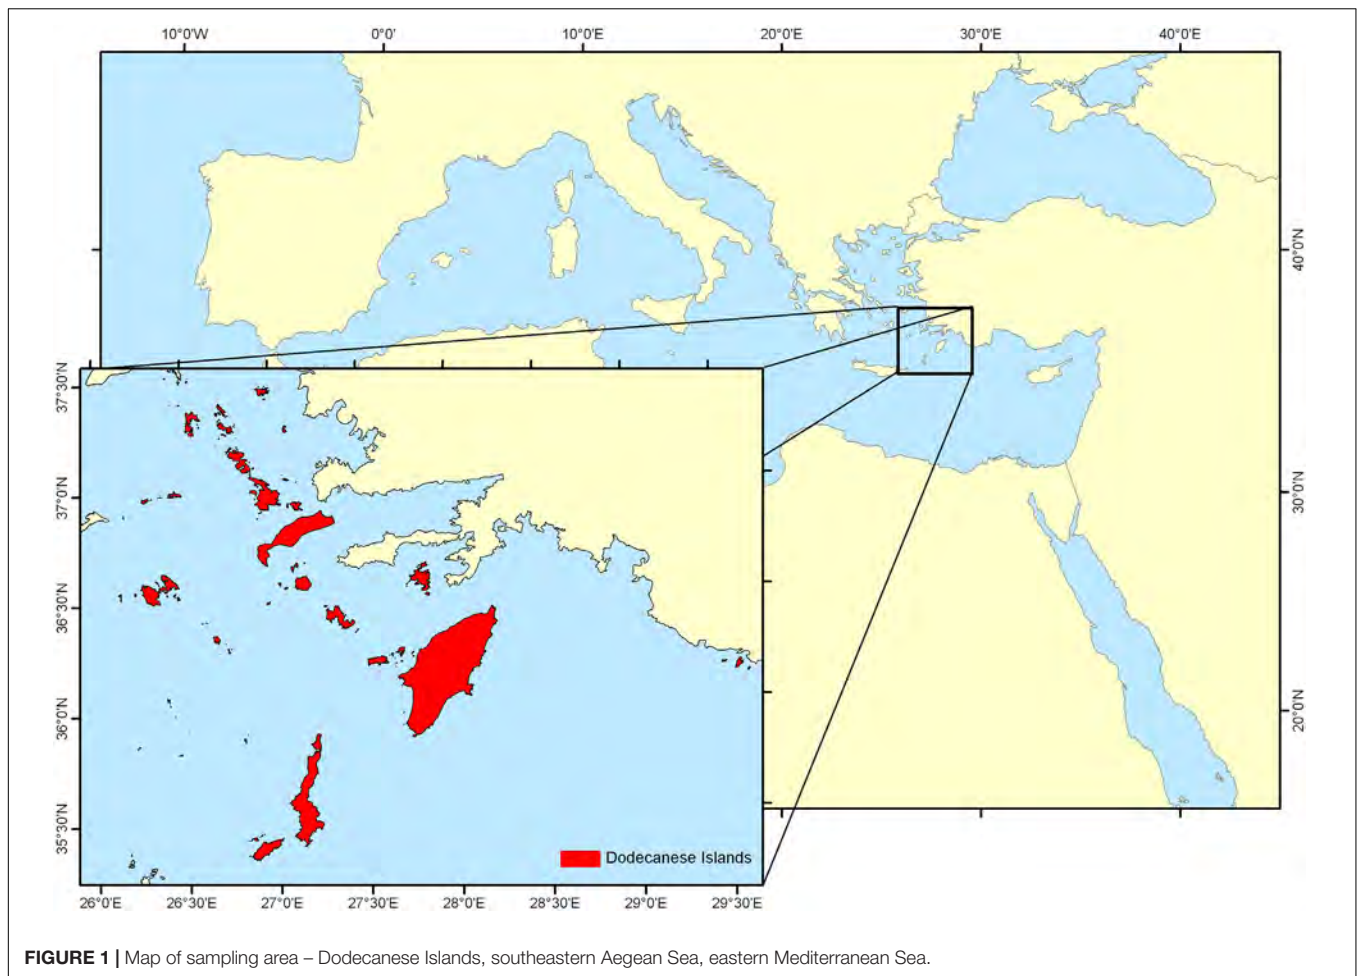 10°0'W 0°0' 10°0'E 20°0'E 30°0'E 40°0'E
40°0'N
30°0'N
20°0'N
37°30'N
37°0'N
36°30'N
36°0'N
35°30'N
Dodecanese Islands
26°0'E 26°30'E 27°0'E 27°30'E 28°0'E 28°30'E 29°0'E 29°30'E
FIGURE 1 | Map of sampling area – Dodecanese Islands, southeastern Aegean Sea, eastern Mediterranean Sea.